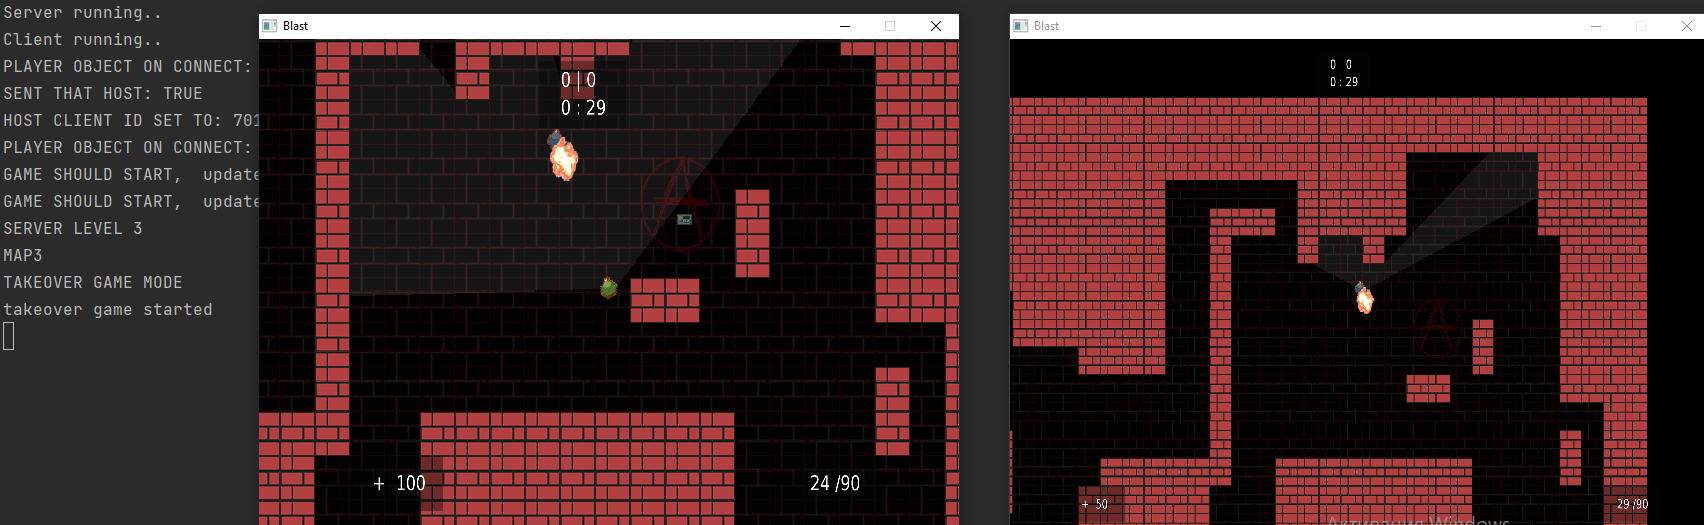 Server running..
Client running..
PLAYER OBJECT ON CONNECT:
SENT THAT HOST: TRUE
HOST CLIENT ID SET TO: 701
PLAYER OBJECT ON CONNECT:
GAME SHOULD START,  update
GAME SHOULD START,  update
SERVER LEVEL 3
MAP3
TAKEOVER GAME MODE
takeover game started
Blast
0 | 0
0 : 29
+ 100
24 /90
Blast
0 0
0 : 29
+ 50
29 /90
Активация Windows